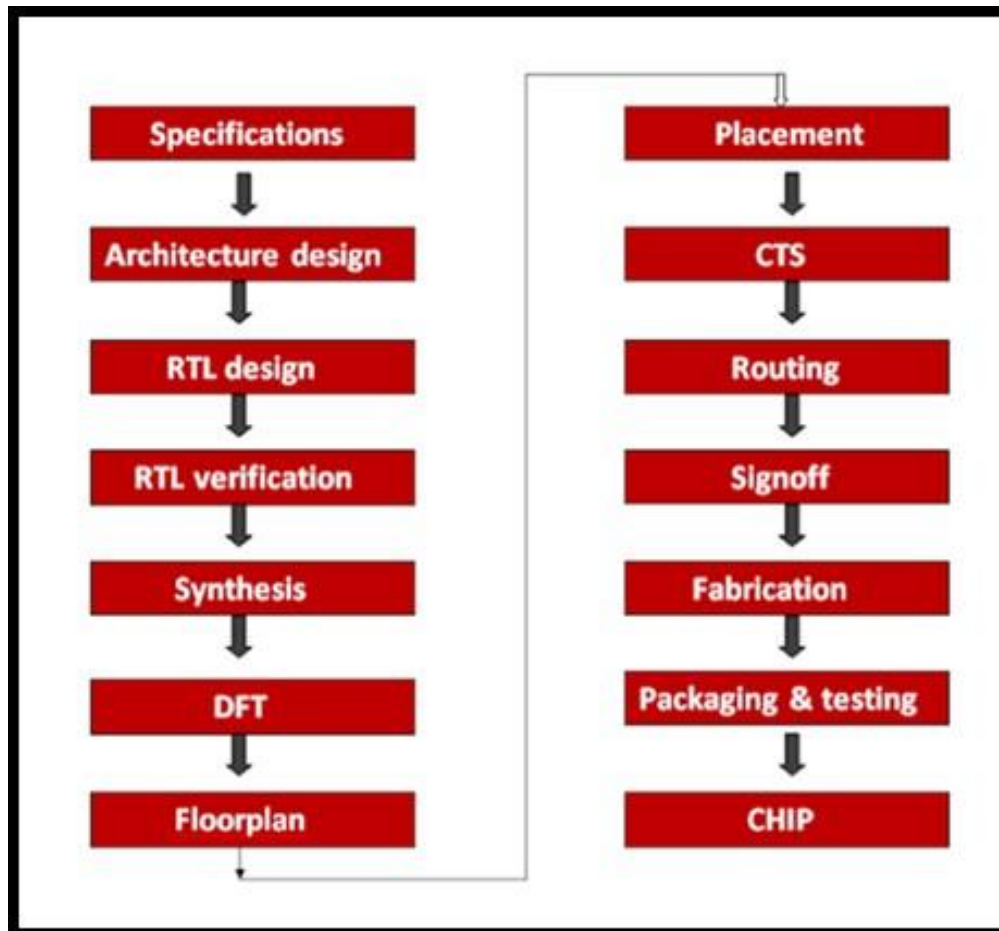 Specifications
Architecture design
RTL design
RTL verification
Synthesis
DFT
Floorplan
Placement
CTS
Routing
Signoff
Fabrication
Packaging & testing
CHIP